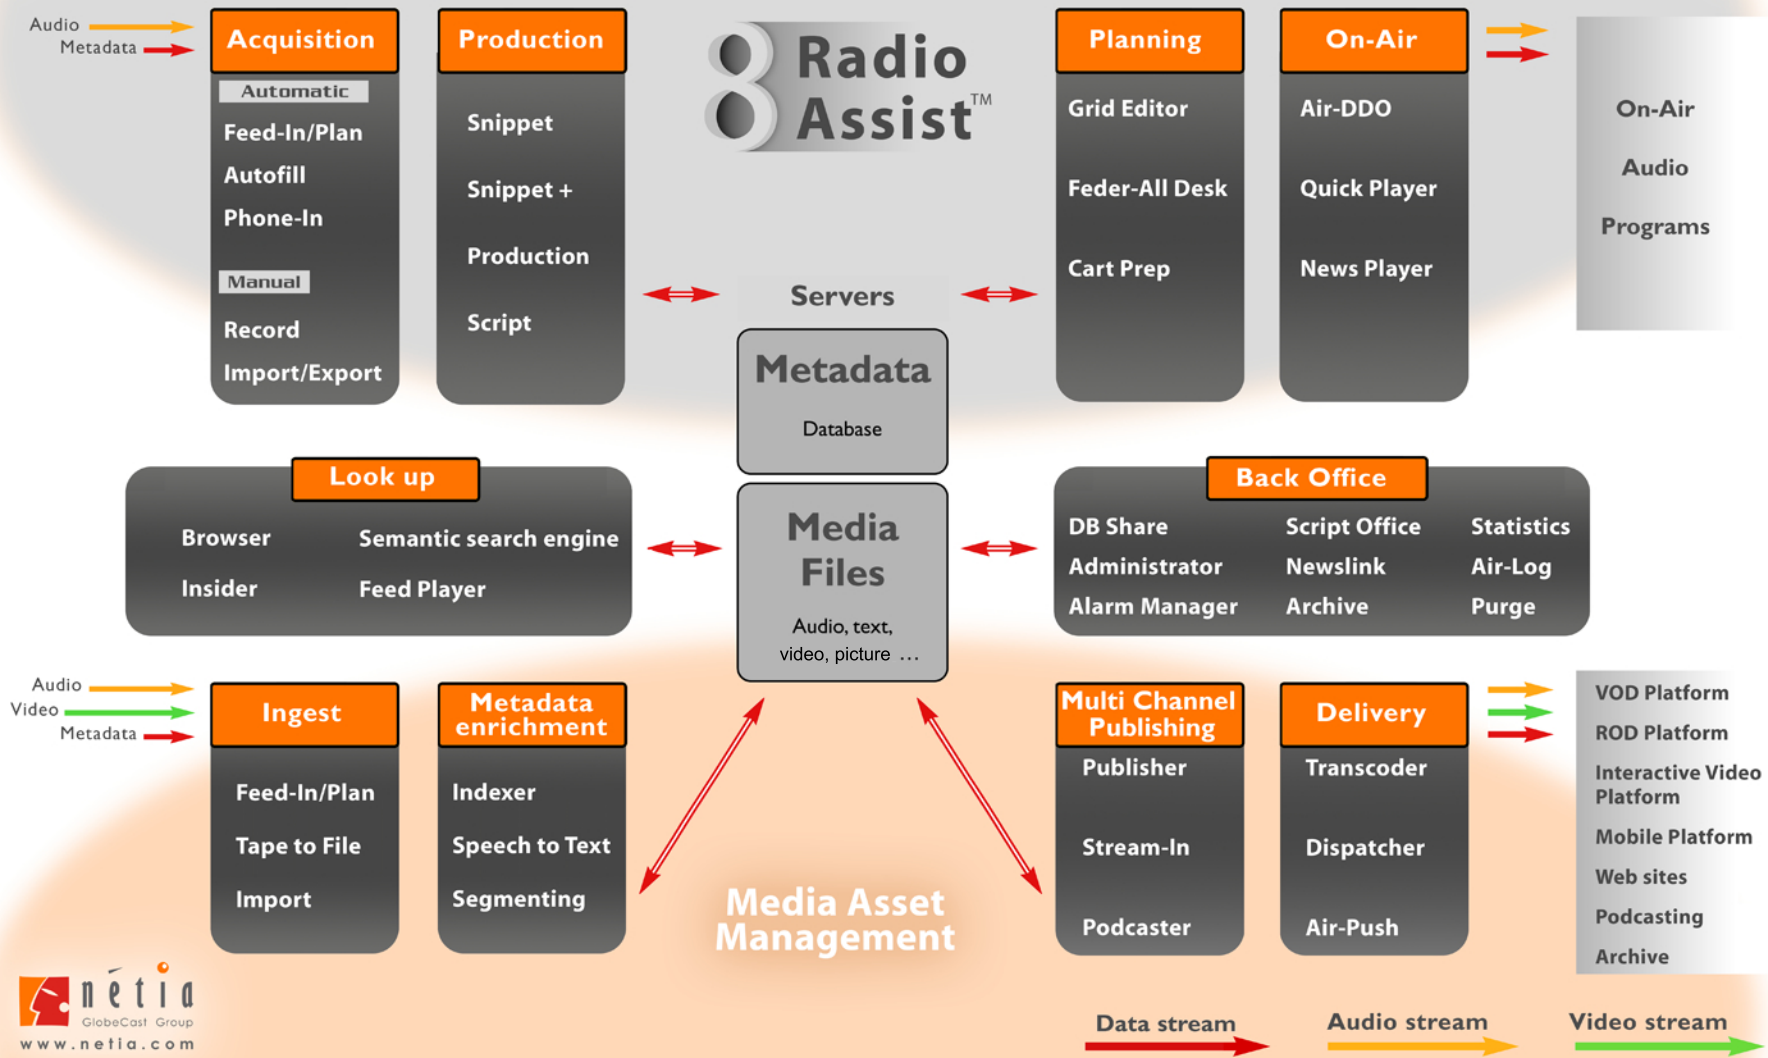 Audio
Metadata
Acquisition
Automatic
Feed-In/Plan
Autofill
Phone-In
Manual
Record
Import/Export
Production
Snippet
Snippet +
Production
Script
8 Radio
Assist™
Planning
Grid Editor
Feder-All Desk
Cart Prep
On-Air
Air-DDO
Quick Player
News Player
On-Air
Audio
Programs
Servers
Metadata
Database
Media
Files
Audio, text,
video, picture ...
Look up
Browser
Semantic search engine
Insider
Feed Player
Back Office
DB Share
Script Office
Statistics
Administrator
Newslink
Air-Log
Alarm Manager
Archive
Purge
Audio
Video
Metadata
Ingest
Feed-In/Plan
Tape to File
Import
Metadata
enrichment
Indexer
Speech to Text
Segmenting
Media Asset
Management
Multi Channel
Publishing
Publisher
Stream-In
Podcaster
Delivery
Transcoder
Dispatcher
Air-Push
VOD Platform
ROD Platform
Interactive Video
Platform
Mobile Platform
Web sites
Podcasting
Archive
nétia
GlobeCast Group
www.netia.com
Data stream
Audio stream
Video stream